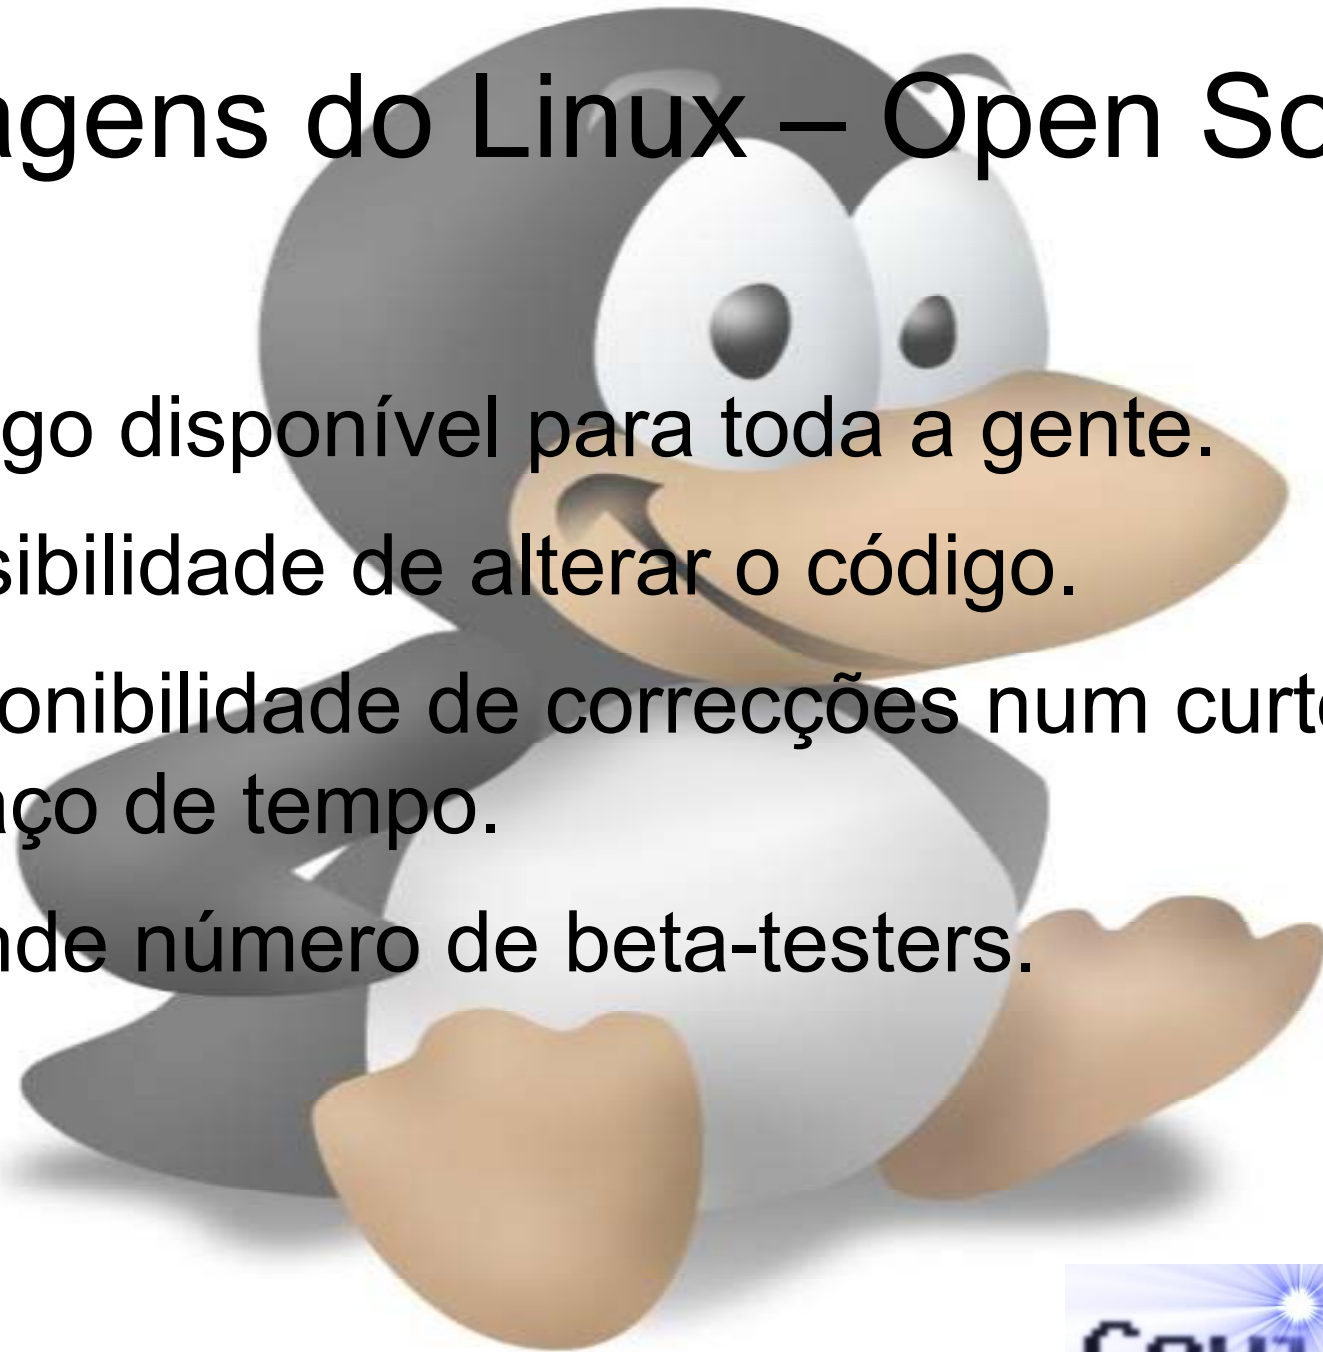 agens do Linux – Open So
go disponível para toda a gente.
sibilidade de alterar o código.
onibilidade de correcções num curto
aço de tempo.
nde número de beta-testers.